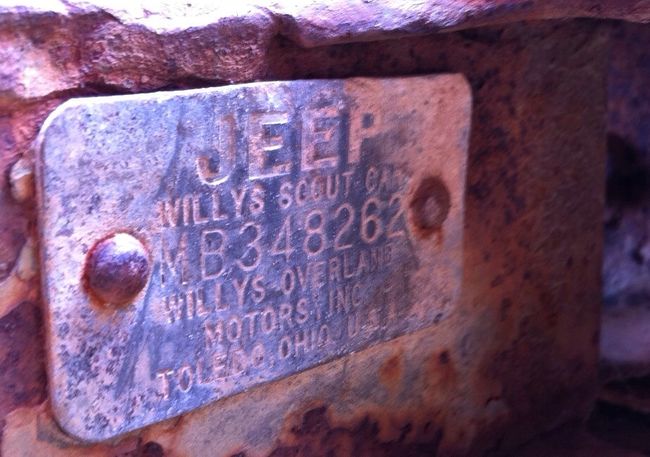 JEEP
WILLYS SCOUT CAR
MB348262
WILLYS-OVERLAND
MOTORS, INC.
TOLEDO, OHIO, U.S.A.